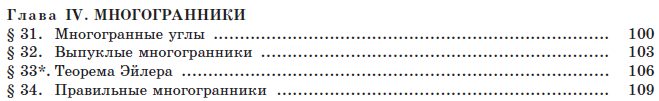 Глава IV. МНОГОГРАННИКИ
§ 31. Многогранные углы ........................................................................ 100
§ 32. Выпуклые многогранники ............................................................ 103
§ 33*. Теорема Эйлера ........................................................................... 106
§ 34. Правильные многогранники ......................................................... 109